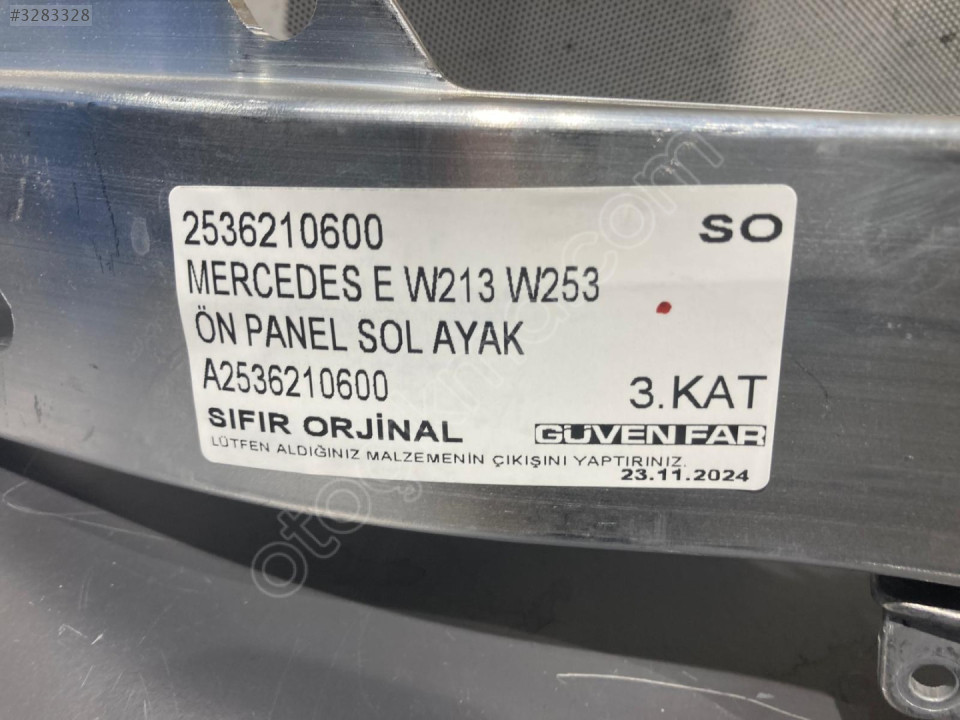 #3283328
2536210600 SO
MERCEDES E W213 W253
ÖN PANEL SOL AYAK
A2536210600 3.KAT
SIFIR ORJİNAL GÜVEN FAR
LÜTFEN ALDIĞINIZ MALZEMENİN ÇIKIŞINI YAPTIRINIZ.
23.11.2024